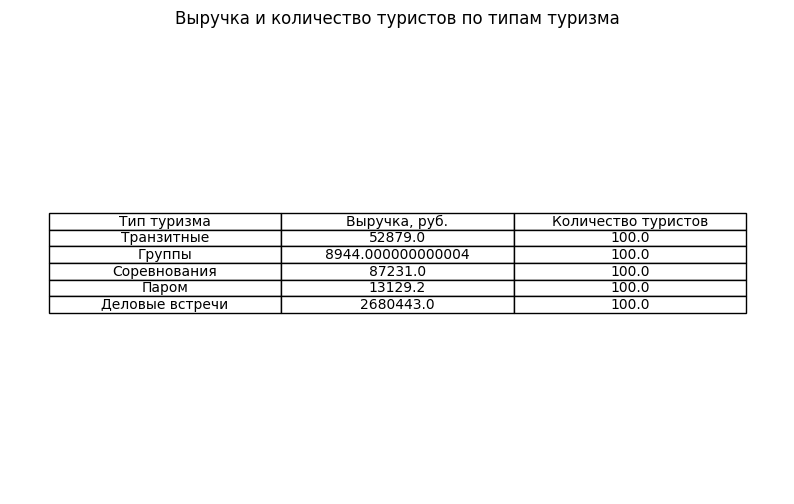 Выручка и количество туристов по типам туризма
Тип туризма Выручка, руб. Количество туристов
Транзитные 52879.0 100.0
Группы 8944.000000000004 100.0
Соревнования 87231.0 100.0
Паром 13129.2 100.0
Деловые встречи 2680443.0 100.0